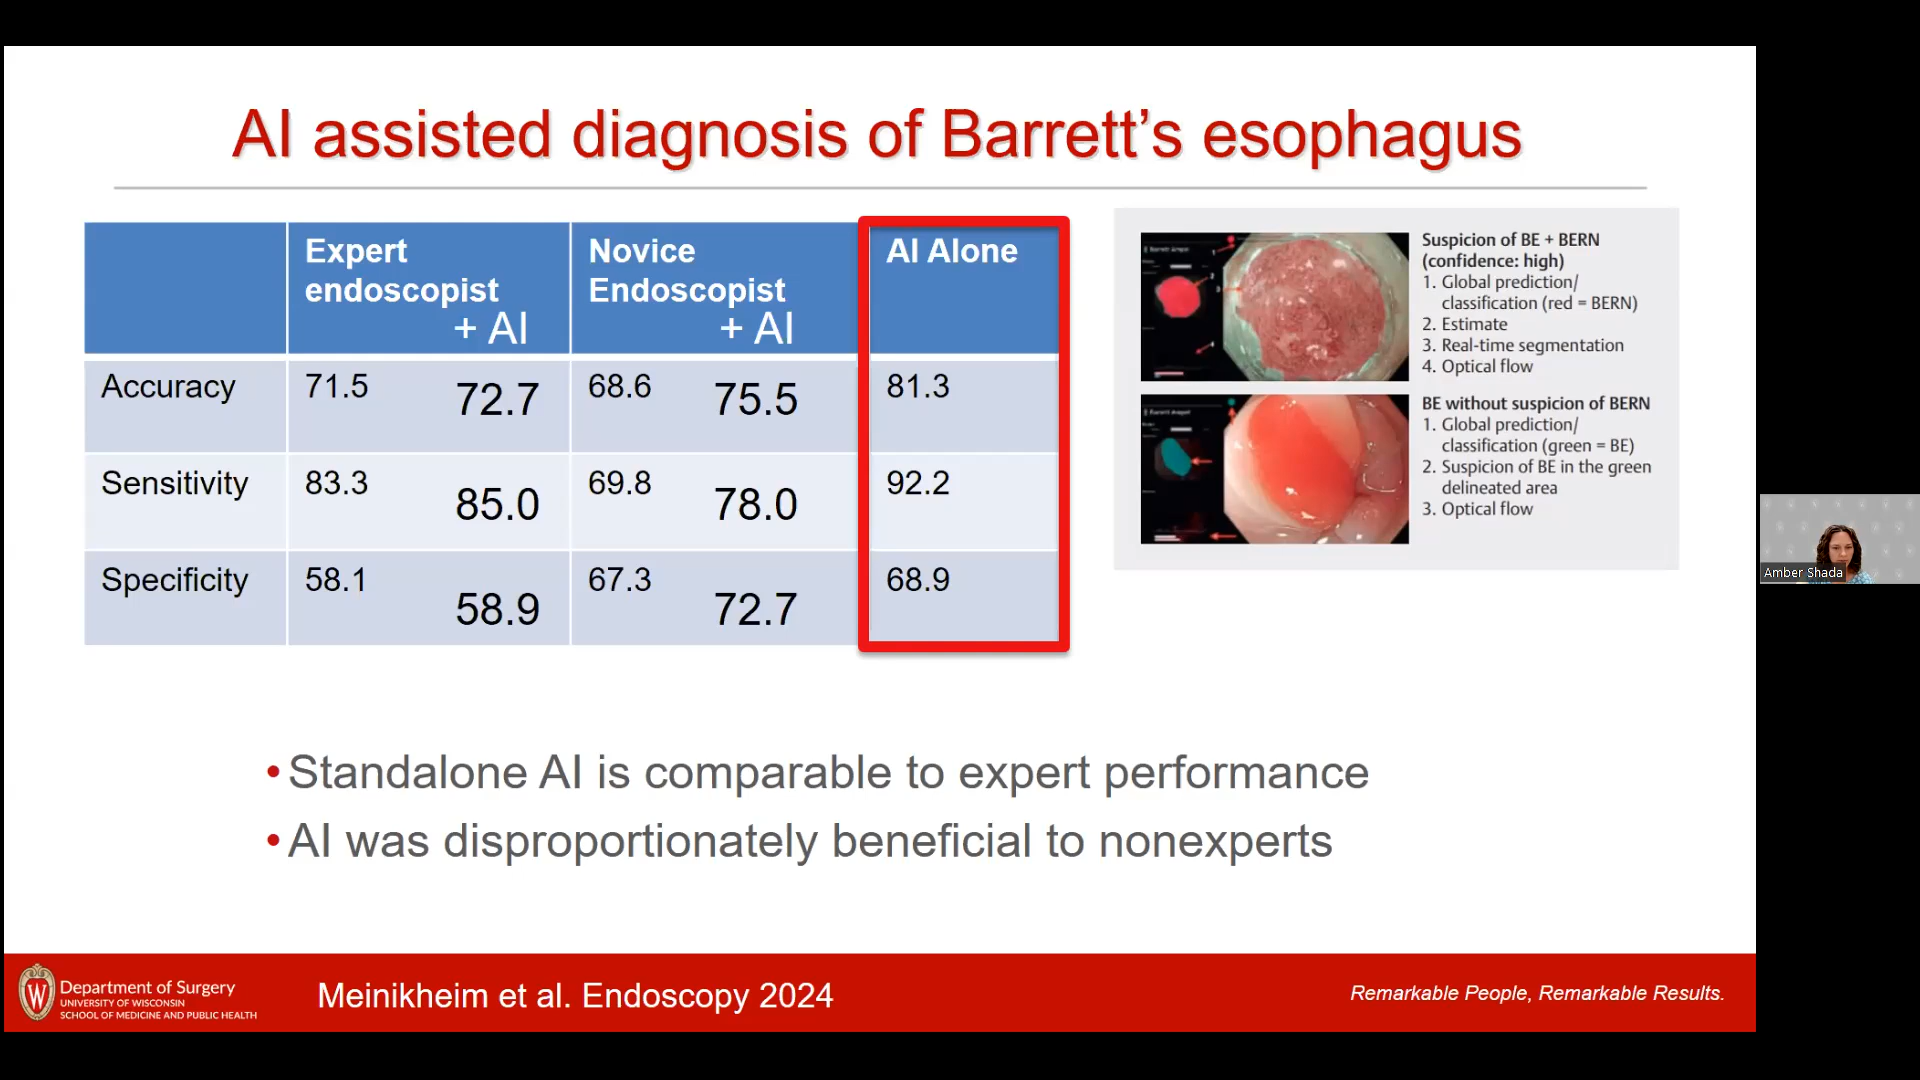 AI assisted diagnosis of Barrett's esophagus
Expert endoscopist + AI
Novice Endoscopist + AI
AI Alone
Accuracy 71.5 72.7 68.6 75.5 81.3
Sensitivity 83.3 85.0 69.8 78.0 92.2
Specificity 58.1 58.9 67.3 72.7 68.9
Suspicion of BE + BERN
(confidence: high)
1. Global prediction/
classification (red = BERN)
2. Estimate
3. Real-time segmentation
4. Optical flow
BE without suspicion of BERN
1. Global prediction/
classification (green = BE)
2. Suspicion of BE in the green
delineated area
3. Optical flow
•Standalone AI is comparable to expert performance
•AI was disproportionately beneficial to nonexperts
W
Department of Surgery
UNIVERSITY OF WISCONSIN
SCHOOL OF MEDICINE AND PUBLIC HEALTH
Meinikheim et al. Endoscopy 2024
Remarkable People, Remarkable Results.
Amber Shada